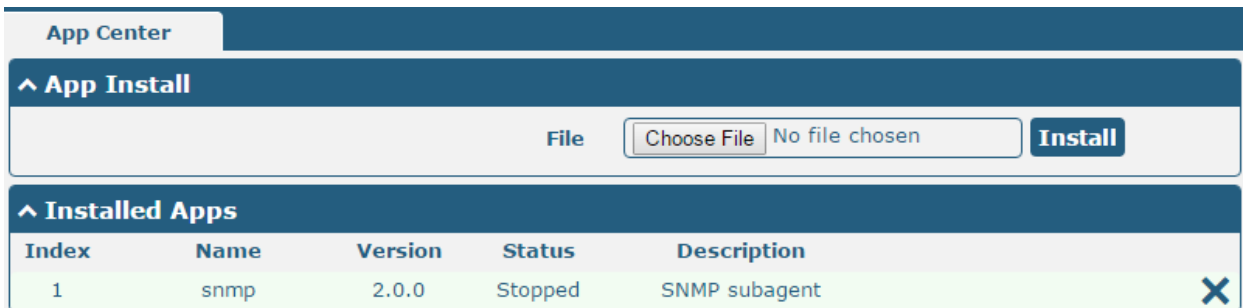 App Center
App Install
File Choose File No file chosen Install
Installed Apps
Index Name Version Status Description
1 snmp 2.0.0 Stopped SNMP subagent